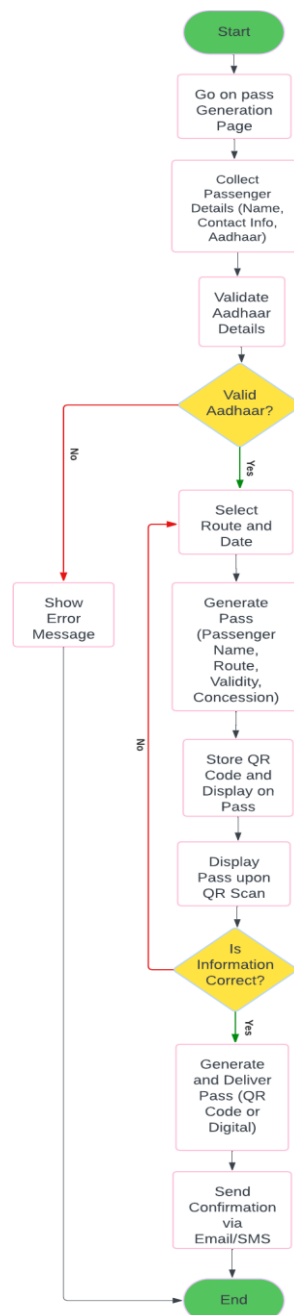 Start
Go on pass
Generation
Page
Collect
Passenger
Details (Name,
Contact Info,
Aadhaar)
Validate
Aadhaar
Details
Valid
Aadhaar?
No
Yes
Select
Route and
Date
Show
Error
Message
Generate
Pass
(Passenger
Name,
Route,
Validity,
Concession)
No
Store QR
Code and
Display on
Pass
Display
Pass upon
QR Scan
Is
Information
Correct?
Yes
Generate
and Deliver
Pass (QR
Code or
Digital)
Send
Confirmation
via
Email/SMS
End